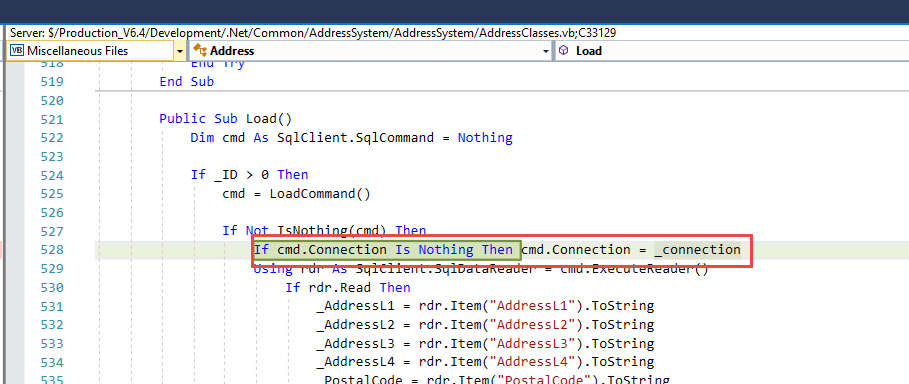 Server: $/Production_V6.4/Development/.Net/Common/AddressSystem/AddressSystem/AddressClasses.vb;C33129
VB Miscellaneous Files Address Load
518 End Try
519 End Sub
520
521 Public Sub Load()
522 Dim cmd As SqlClient.SqlCommand = Nothing
523
524 If _ID > 0 Then
525 cmd = LoadCommand()
526
527 If Not IsNothing(cmd) Then
528 If cmd.Connection Is Nothing Then cmd.Connection = _connection
529 Using rdr As SqlClient.SqlDataReader = cmd.ExecuteReader()
530 If rdr.Read Then
531 _AddressL1 = rdr.Item("AddressL1").ToString
532 _AddressL2 = rdr.Item("AddressL2").ToString
533 _AddressL3 = rdr.Item("AddressL3").ToString
534 _AddressL4 = rdr.Item("AddressL4").ToString
535 _PostalCode = rdr.Item("PostalCode").ToString